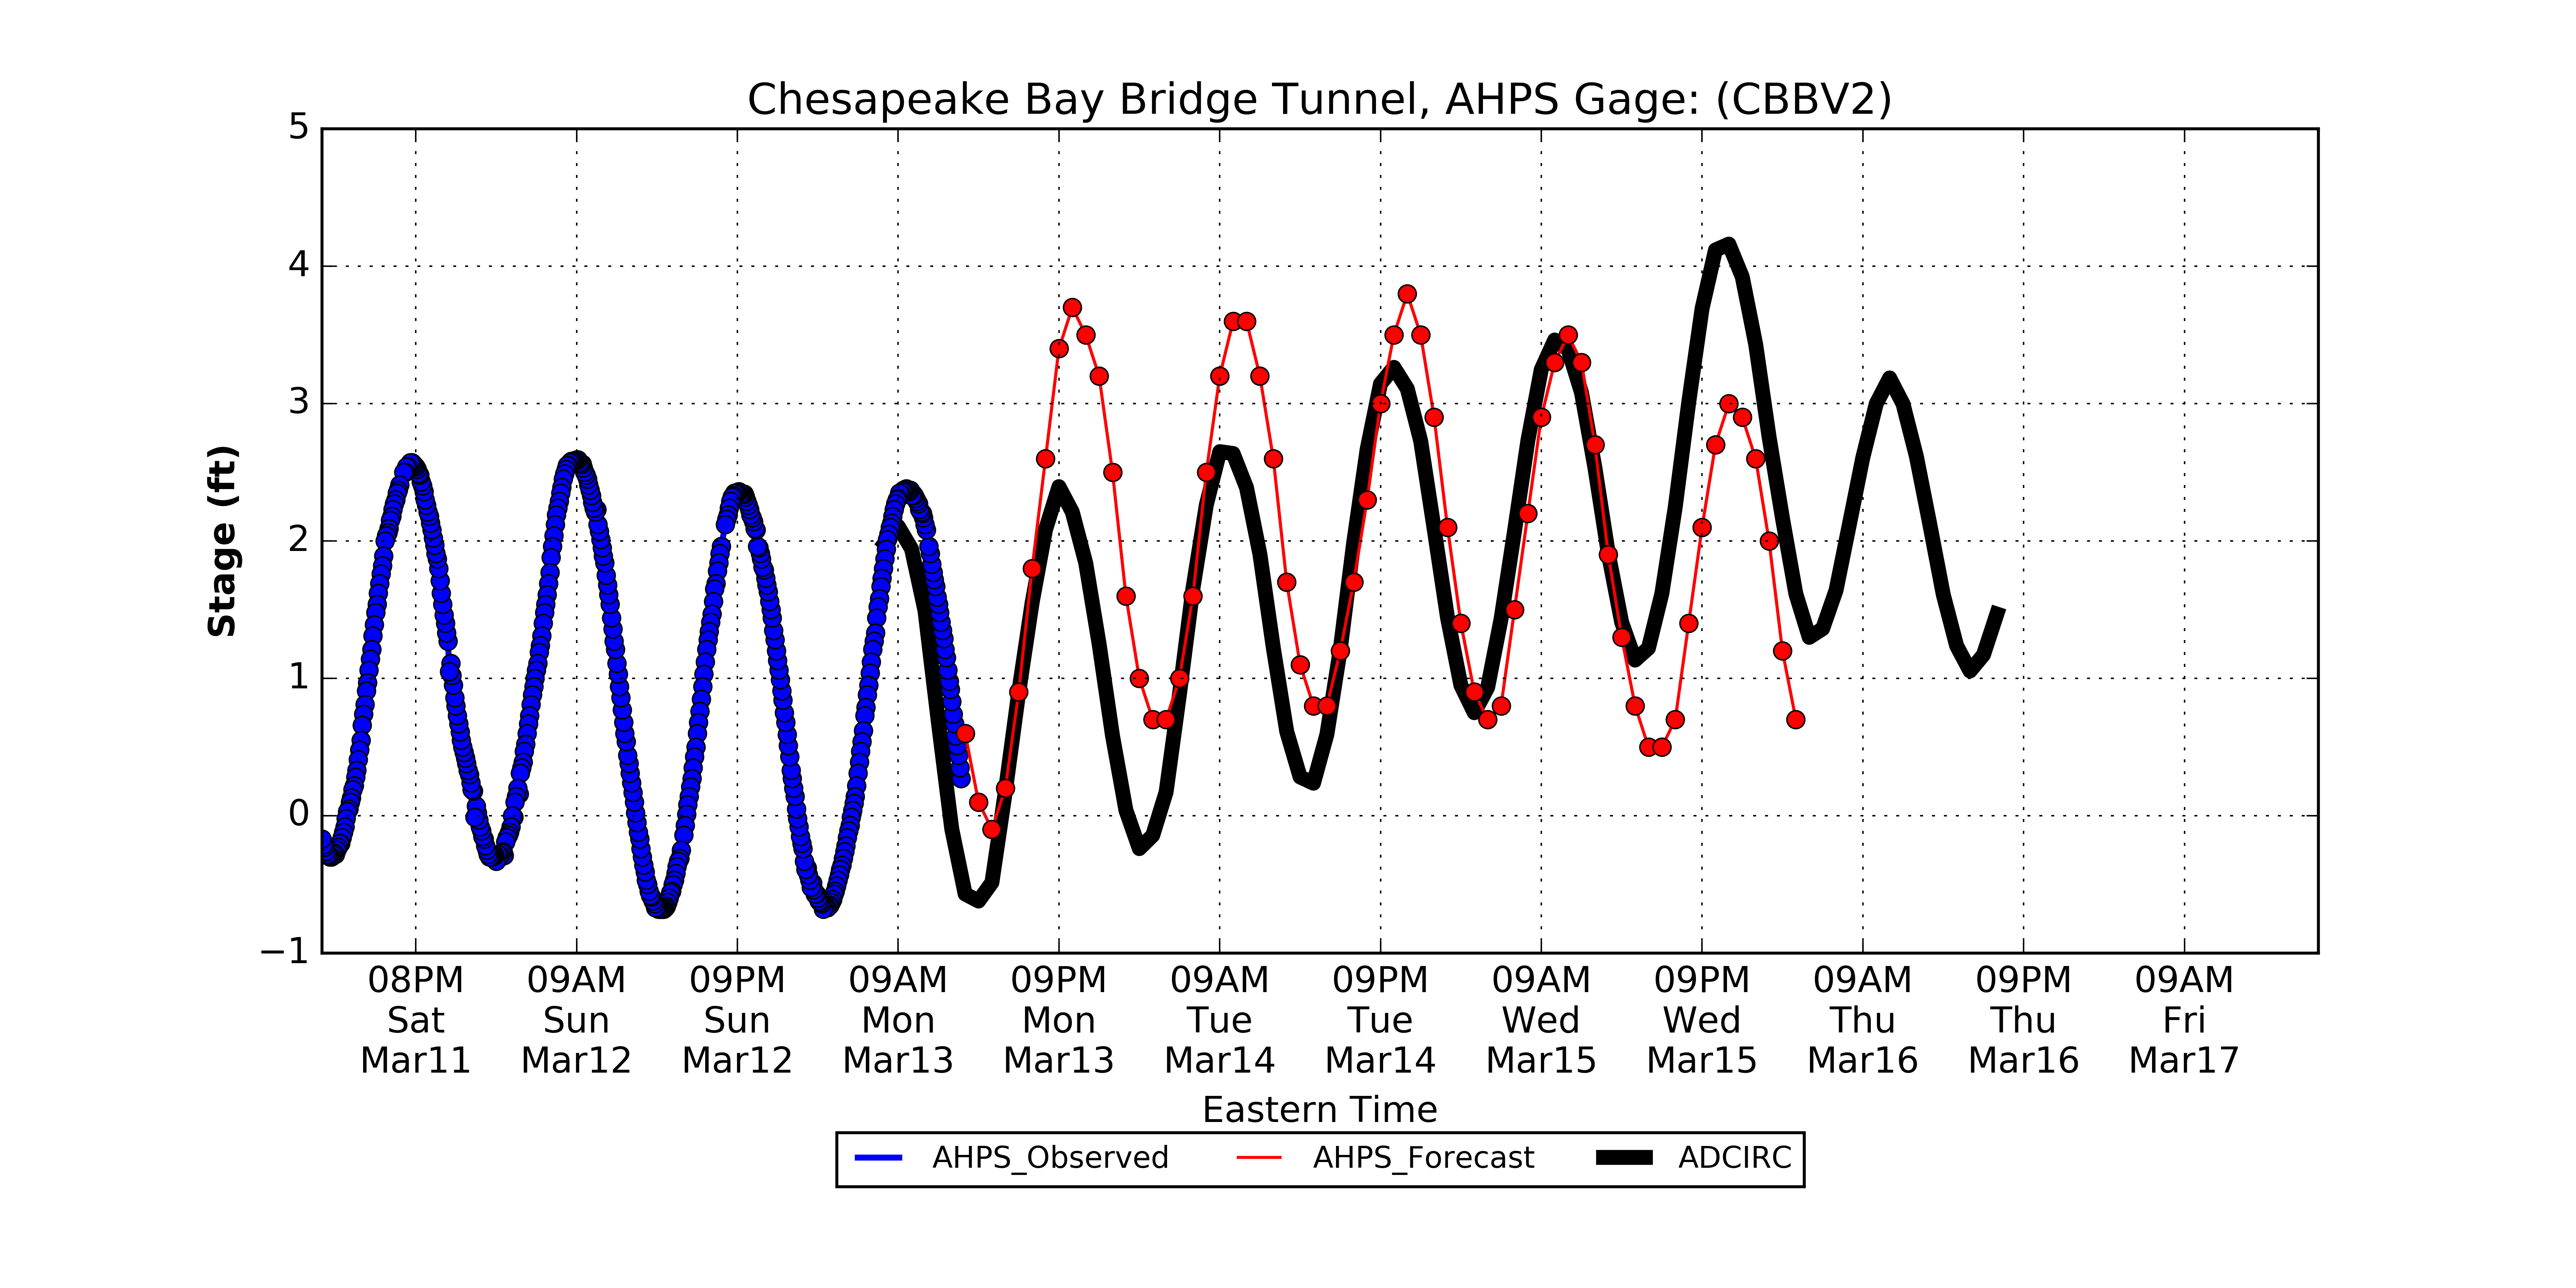 Chesapeake Bay Bridge Tunnel, AHPS Gage: (CBBV2)
5
4
3
2
1
0
−1
Stage (ft)
08PM 09AM 09PM 09AM 09PM 09AM 09PM 09AM 09PM 09AM 09PM 09AM
Sat Sun Sun Mon Mon Tue Tue Wed Wed Thu Thu Fri
Mar11 Mar12 Mar12 Mar13 Mar13 Mar14 Mar14 Mar15 Mar15 Mar16 Mar16 Mar17
Eastern Time
AHPS_Observed AHPS_Forecast ADCIRC